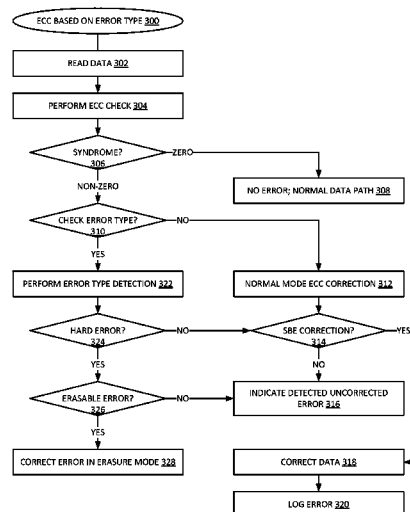 ECC BASED ON ERROR TYPE 300
READ DATA 302
PERFORM ECC CHECK 304
SYNDROME?
306
ZERO
NON-ZERO
NO ERROR; NORMAL DATA PATH 308
CHECK ERROR TYPE?
310
NO
YES
PERFORM ERROR TYPE DETECTION 322
NORMAL MODE ECC CORRECTION 312
HARD ERROR?
324
NO
SBE CORRECTION?
314
YES
YES
NO
ERASABLE ERROR?
326
NO
INDICATE DETECTED UNCORRECTED
ERROR 316
YES
CORRECT ERROR IN ERASURE MODE 328
CORRECT DATA 318
LOG ERROR 320